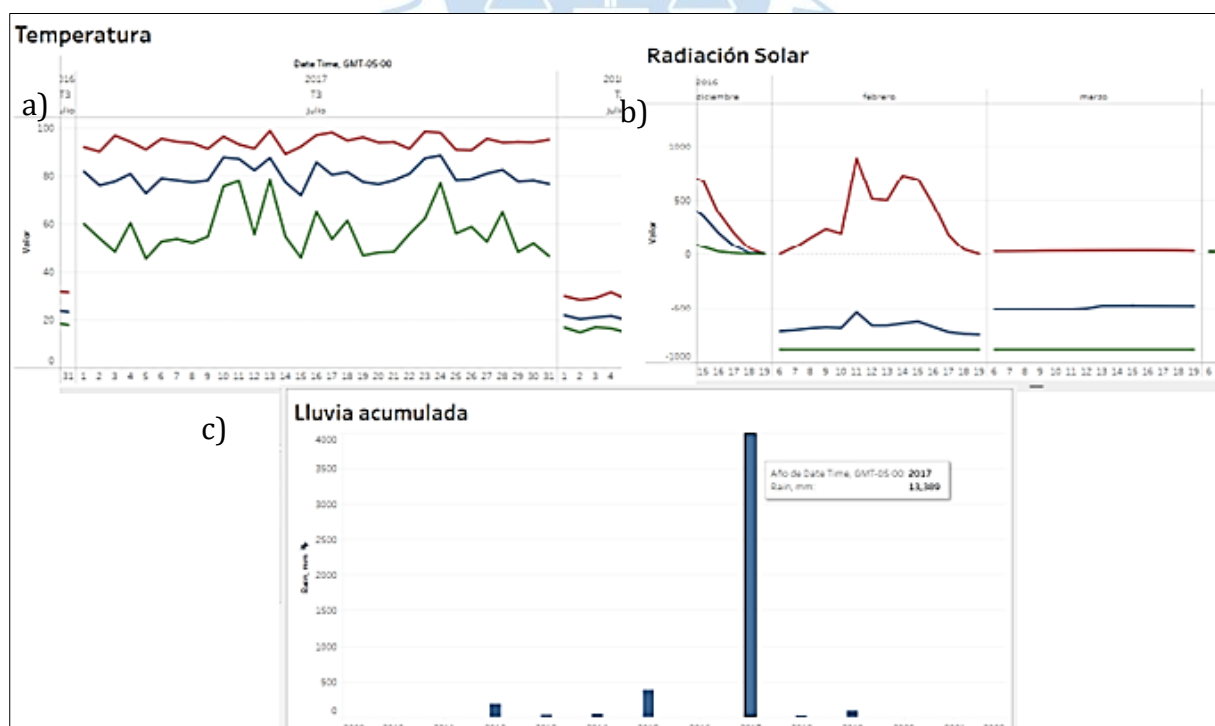 Temperatura
Date Time, GMT-05:00
2017
T3
julio
a)
100
80
60
40
20
0
Valor
31 1 2 3 4 5 6 7 8 9 10 11 12 13 14 15 16 17 18 19 20 21 22 23 24 25 26 27 28 29 30 31 1 2 3 4
Radiación Solar
2016
diciembre febrero marzo
b)
1000
500
0
-500
-1000
Valor
15 16 17 18 19 6 7 8 9 10 11 12 13 14 15 16 17 18 19 6 7 8 9 10 11 12 13 14 15 16 17 18 19 6
c)
Lluvia acumulada
4000
3500
3000
2500
2000
1500
1000
500
0
Rain, mm
Año de Date Time, GMT-05:00: 2017
Rain, mm: 13,389